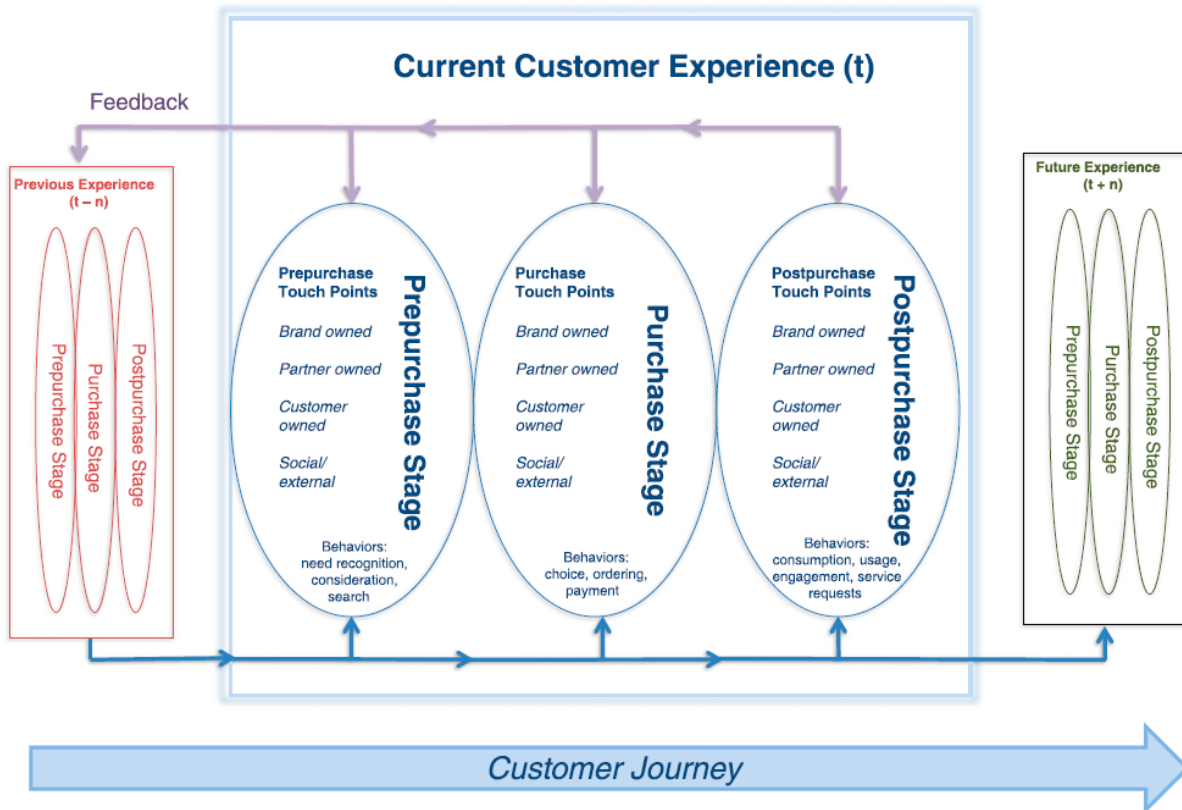 Current Customer Experience (t)
Feedback
Previous Experience
(t – n)
Prepurchase Stage
Purchase Stage
Postpurchase Stage
Prepurchase
Touch Points
Brand owned
Partner owned
Customer
owned
Social/
external
Prepurchase Stage
Behaviors:
need recognition,
consideration,
search
Purchase
Touch Points
Brand owned
Partner owned
Customer
owned
Social/
external
Purchase Stage
Behaviors:
choice, ordering,
payment
Postpurchase
Touch Points
Brand owned
Partner owned
Customer
owned
Social/
external
Postpurchase Stage
Behaviors:
consumption, usage,
engagement, service
requests
Future Experience
(t + n)
Prepurchase Stage
Purchase Stage
Postpurchase Stage
Customer Journey